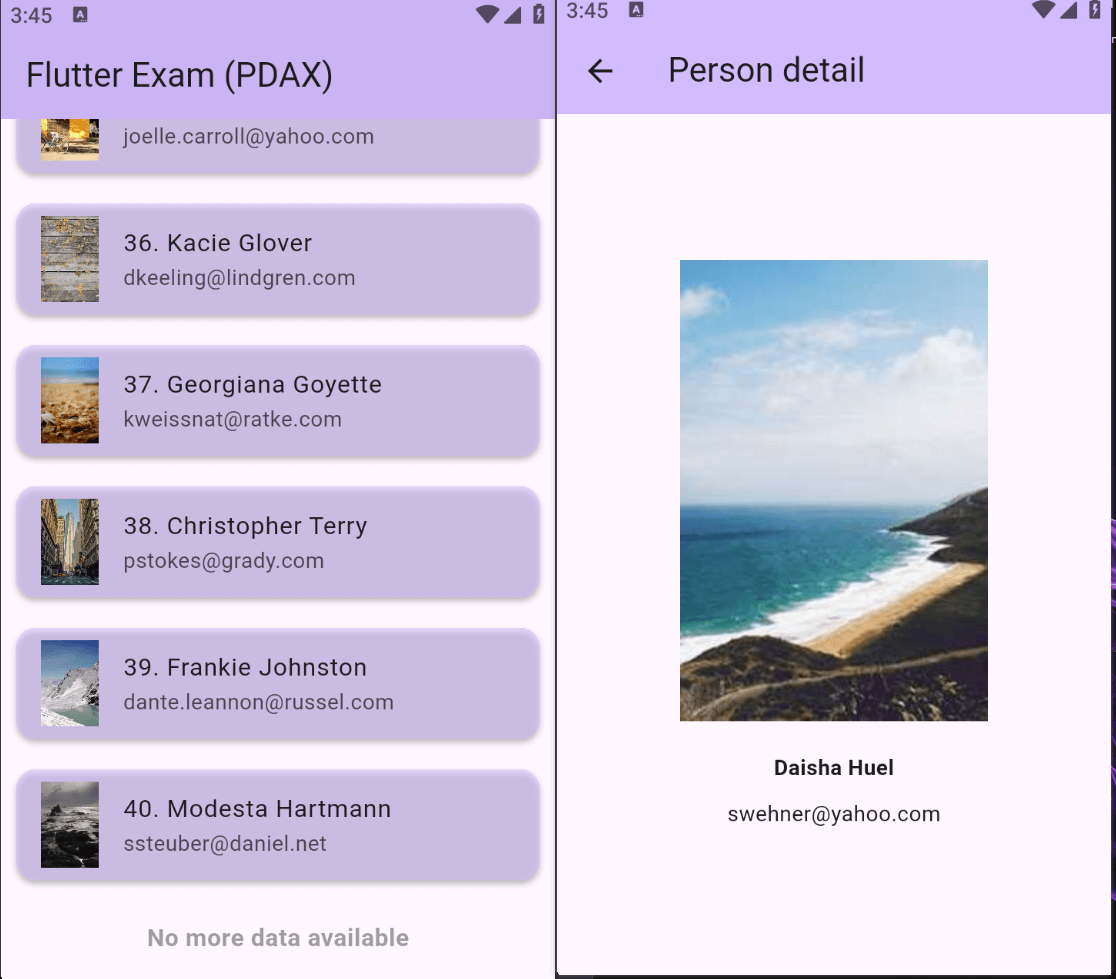 3:45
Flutter Exam (PDAX)
joelle.carroll@yahoo.com
36. Kacie Glover
dkeeling@lindgren.com
37. Georgiana Goyette
kweissnat@ratke.com
38. Christopher Terry
pstokes@grady.com
39. Frankie Johnston
dante.leannon@russel.com
40. Modesta Hartmann
ssteuber@daniel.net
No more data available
3:45
Person detail
Daisha Huel
swehner@yahoo.com